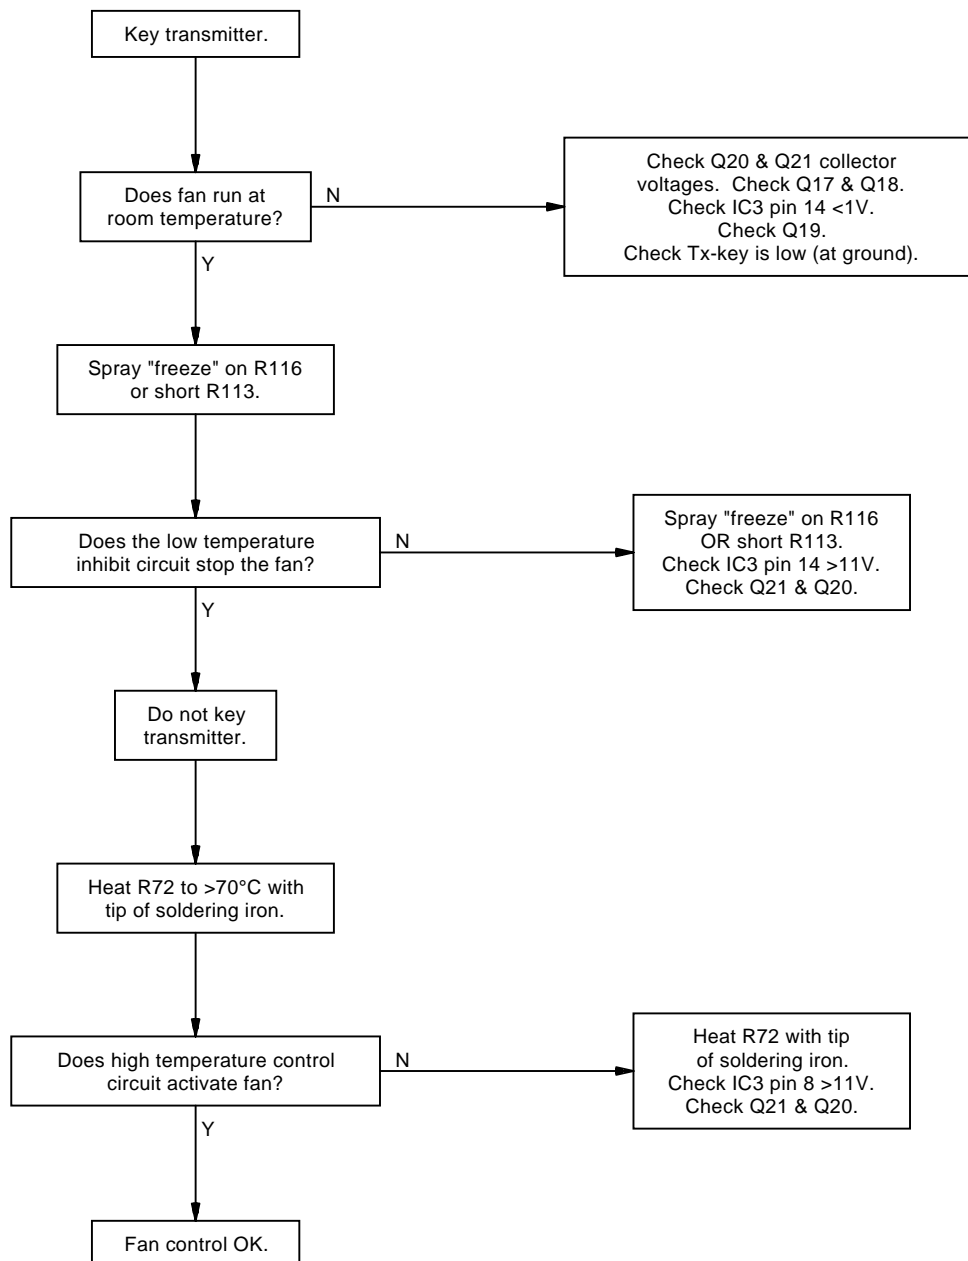 Key transmitter.
Does fan run at
room temperature?
N
Check Q20 & Q21 collector
voltages.  Check Q17 & Q18.
Check IC3 pin 14 <1V.
Check Q19.
Check Tx-key is low (at ground).
Y
Spray "freeze" on R116
or short R113.
Does the low temperature
inhibit circuit stop the fan?
N
Spray "freeze" on R116
OR short R113.
Check IC3 pin 14 >11V.
Check Q21 & Q20.
Y
Do not key
transmitter.
Heat R72 to >70°C with
tip of soldering iron.
Does high temperature control
circuit activate fan?
N
Heat R72 with tip
of soldering iron.
Check IC3 pin 8 >11V.
Check Q21 & Q20.
Y
Fan control OK.